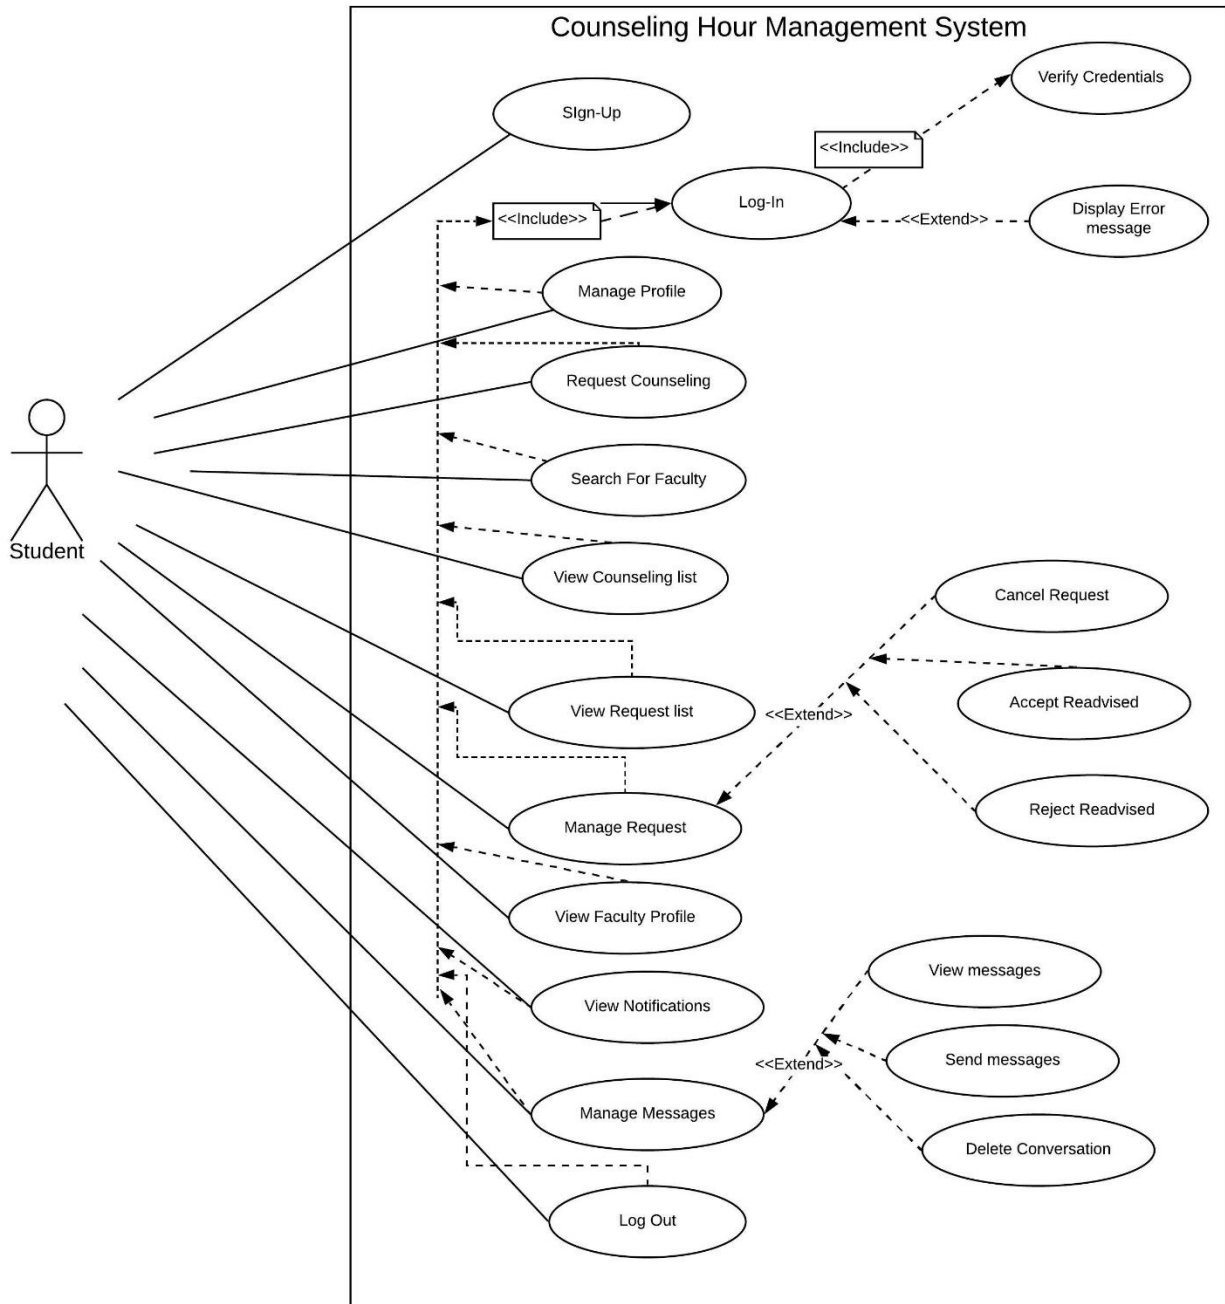 Counseling Hour Management System
Verify Credentials
SIgn-Up
<<Include>>
Log-In
<<Include>>
<<Extend>>
Display Error
message
Manage Profile
Request Counseling
Search For Faculty
Student
View Counseling list
Cancel Request
Accept Readvised
View Request list
<<Extend>>
Reject Readvised
Manage Request
View Faculty Profile
View messages
View Notifications
Send messages
<<Extend>>
Manage Messages
Delete Conversation
Log Out